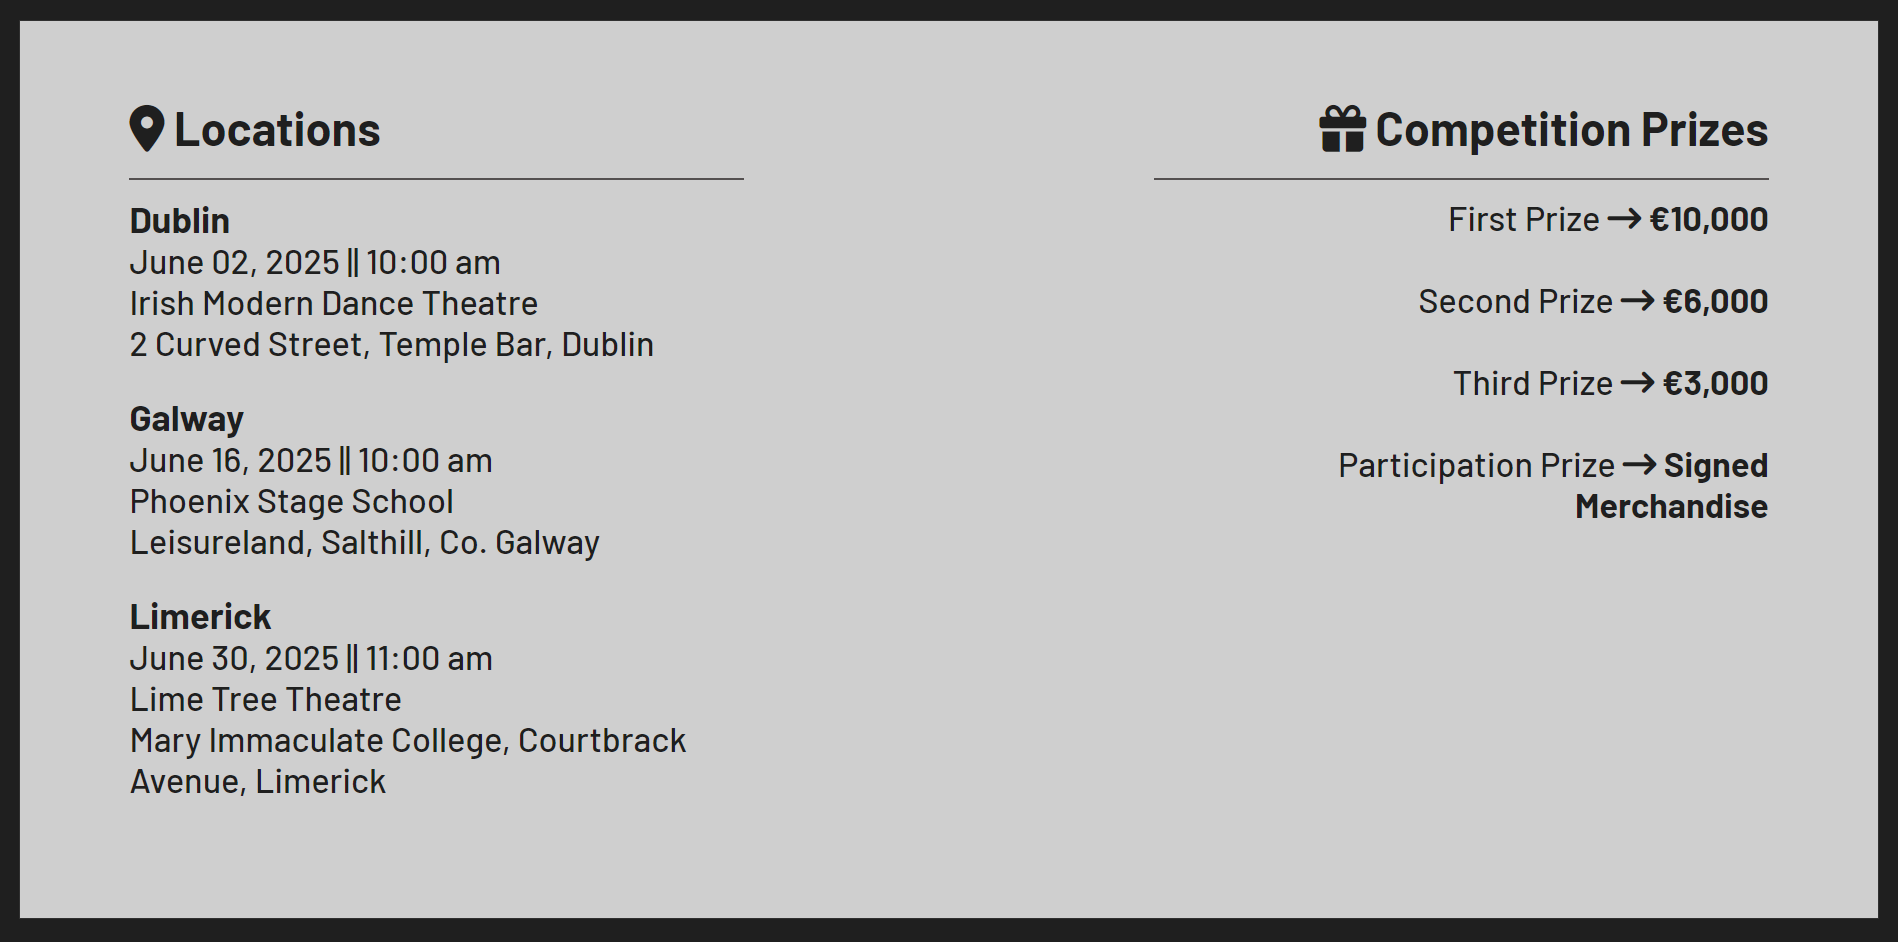 Locations
Dublin
June 02, 2025 || 10:00 am
Irish Modern Dance Theatre
2 Curved Street, Temple Bar, Dublin
Galway
June 16, 2025 || 10:00 am
Phoenix Stage School
Leisureland, Salthill, Co. Galway
Limerick
June 30, 2025 || 11:00 am
Lime Tree Theatre
Mary Immaculate College, Courtbrack
Avenue, Limerick
Competition Prizes
First Prize → €10,000
Second Prize → €6,000
Third Prize → €3,000
Participation Prize → Signed
Merchandise